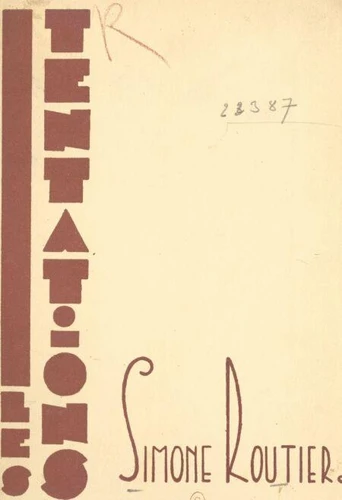 R
22387
LES
TENTATIONS
SIMONE ROUTIER